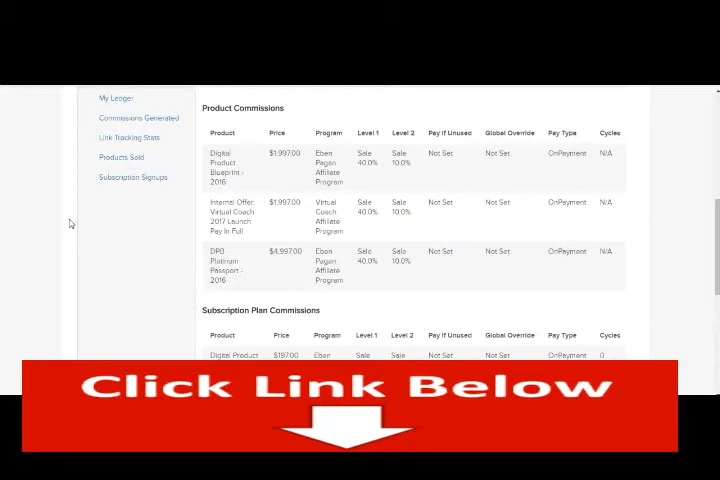 My Ledger
Commissions Generated
Link Tracking Stats
Products Sold
Subscription Signups
Product Commissions
Product Price Program Level 1 Level 2 Pay If Unused Global Override Pay Type Cycles
Digital $1,997.00 Eben Sale Sale Not Set Not Set OnPayment N/A
Product Pagan 40.0% 10.0%
Blueprint - Affiliate
2016 Program
Internal Offer: $1,997.00 Virtual Sale Sale Not Set Not Set OnPayment N/A
Virtual Coach Coach 40.0% 10.0%
2017 Launch Affiliate
Pay In Full Program
DPB $4,997.00 Eben Sale Sale Not Set Not Set OnPayment N/A
Platinum Pagan 40.0% 10.0%
Passport - Affiliate
2016 Program
Subscription Plan Commissions
Product Price Program Level 1 Level 2 Pay If Unused Global Override Pay Type Cycles
Digital Product $197.00 Eben Sale Sale Not Set Not Set OnPayment 0
Click Link Below